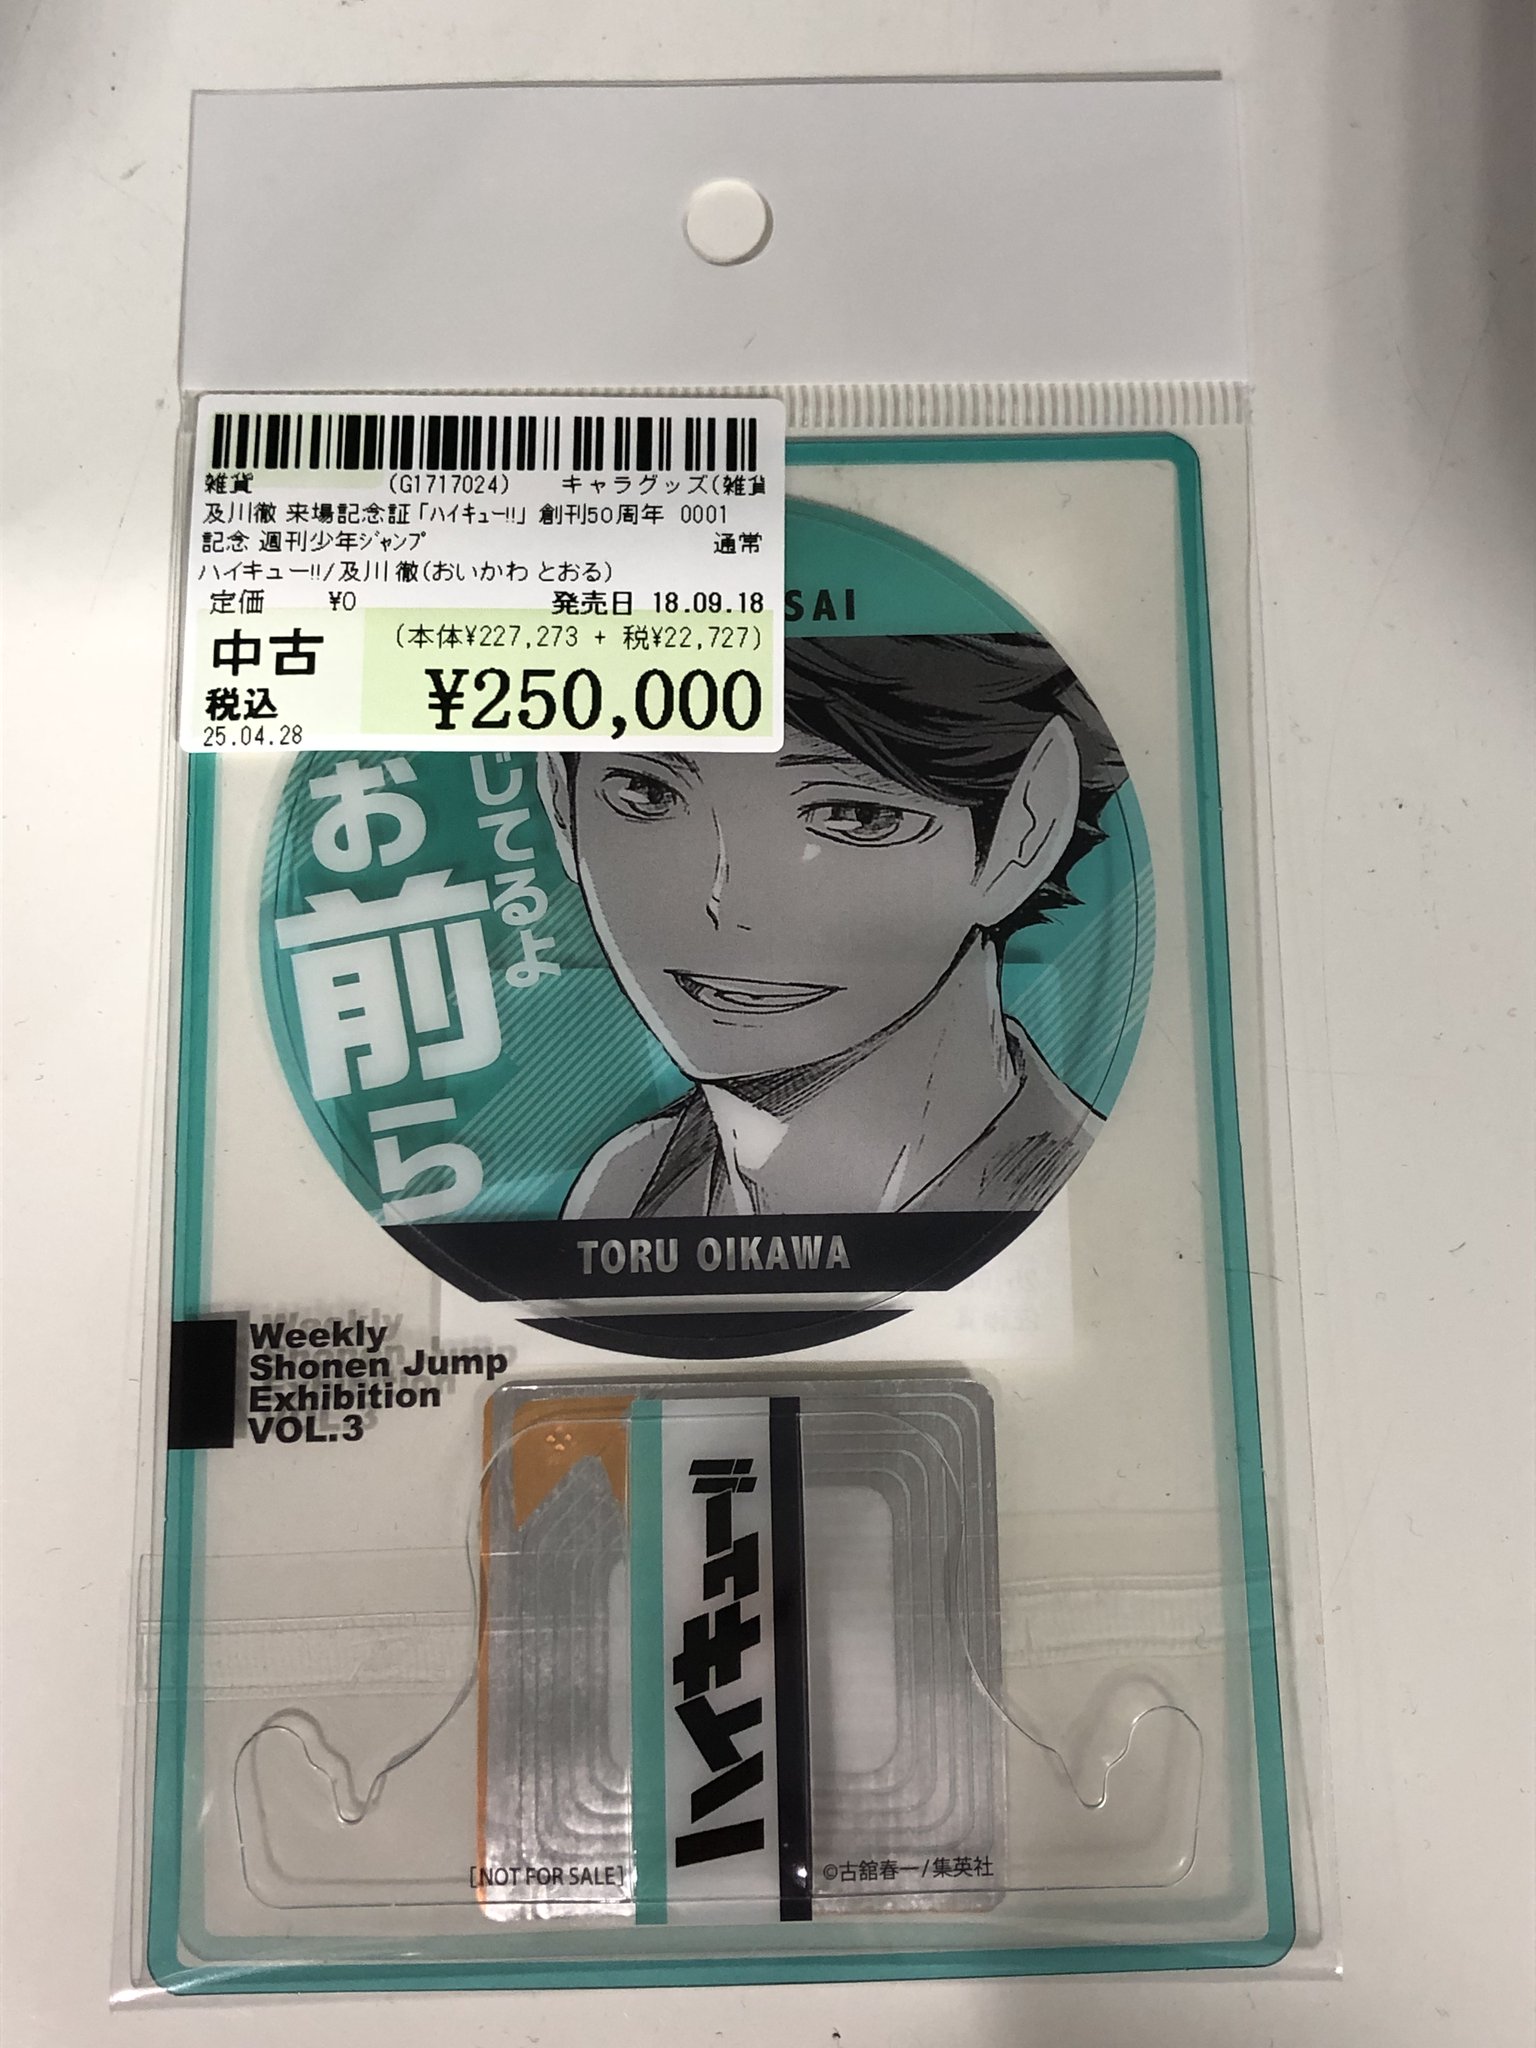 雑貨 (G1717024) キャラグッズ(雑貨
及川徹 来場記念証「ハイキュー!!」 創刊50周年 0001
記念 週刊少年ジャンプ 通常
ハイキュー!!/及川 徹(おいかわ とおる)
定価 ¥0 発売日 18.09.18
中古 (本体¥227,273 + 税¥22,727)
税込 ¥250,000
25.04.28
SAI
じてるよ
お前ら
TORU OIKAWA
Weekly
Shonen Jump
Exhibition
VOL.3
ハイキュー!!
[NOT FOR SALE]
©古舘春一/集英社